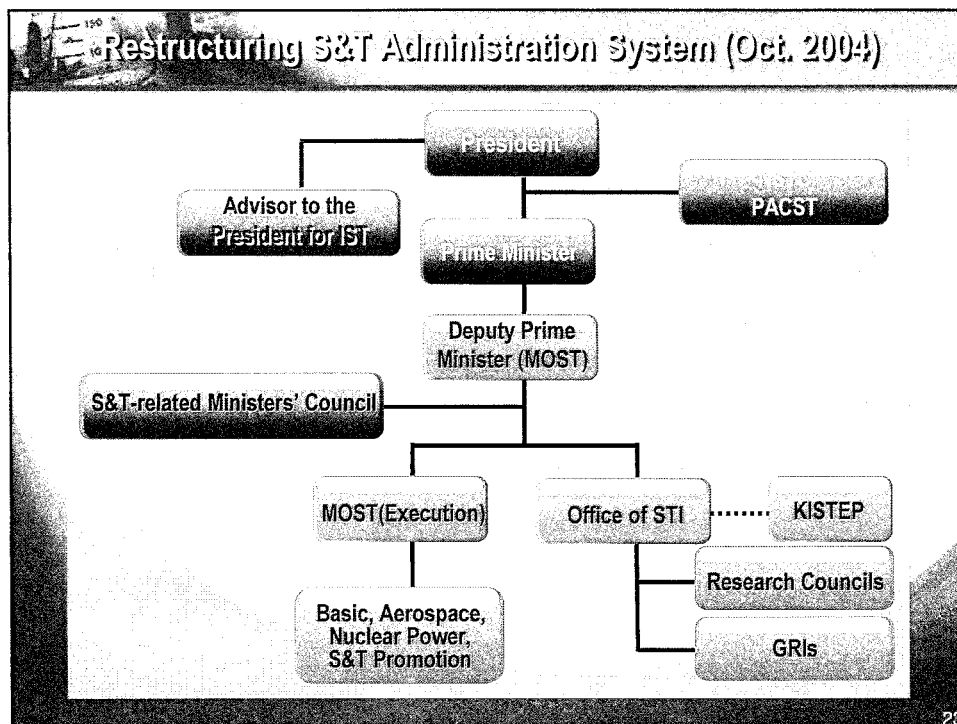 150
Restructuring S&T Administration System (Oct. 2004)
President
Advisor to the
President for IST
PACST
Prime Minister
Deputy Prime
Minister (MOST)
S&T-related Ministers' Council
MOST(Execution)
Office of STI
KISTEP
Basic, Aerospace,
Nuclear Power,
S&T Promotion
Research Councils
GRIs